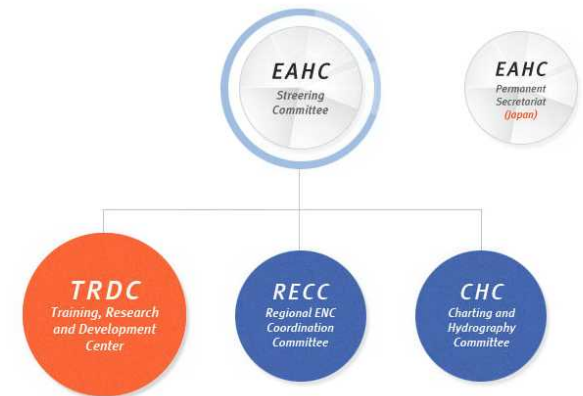 EAHC
Streering
Committee
EAHC
Permanent
Secretariat
(Japan)
TRDC
Training, Research
and Development
Center
RECC
Regional ENC
Coordination
Committee
CHC
Charting and
Hydrography
Committee